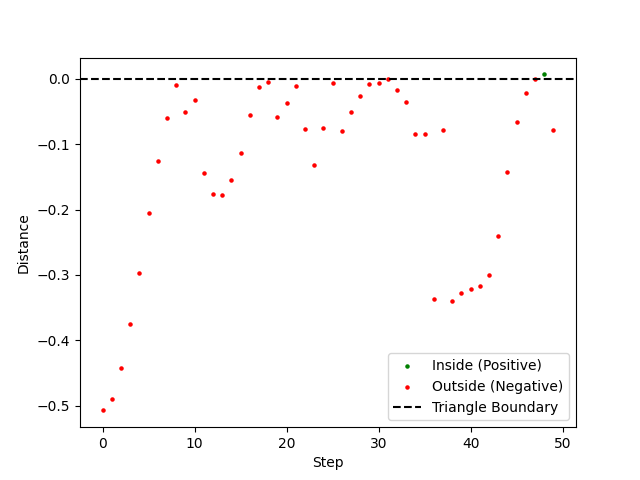 0.0
−0.1
−0.2
−0.3
−0.4
−0.5
Distance
0 10 20 30 40 50
Step
Inside (Positive)
Outside (Negative)
Triangle Boundary